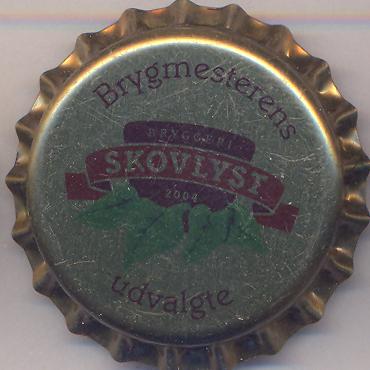 Brygmesterens
BRYGGERI
SKOVLYST
2004
udvalgte